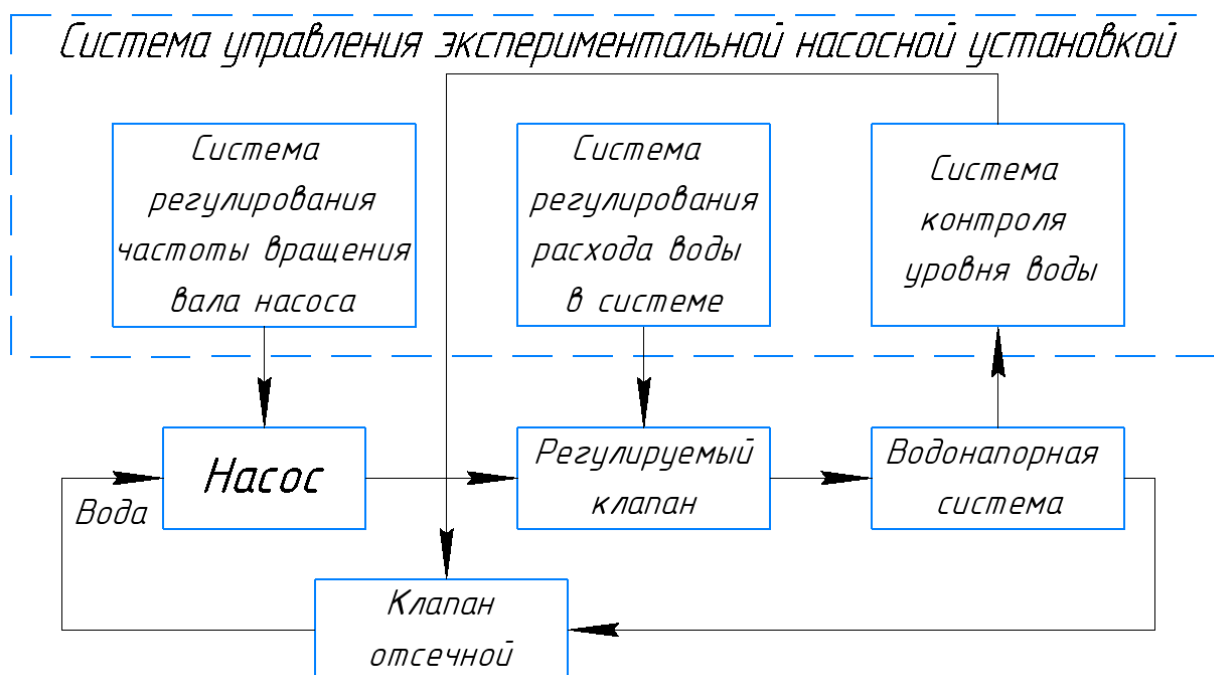 Система управления экспериментальной насосной установкой
Система
регулирования
частоты вращения
вала насоса
Система
регулирования
расхода воды
в системе
Система
контроля
уровня воды
Насос
Регулируемый
клапан
Водонапорная
система
Вода
Клапан
отсечной